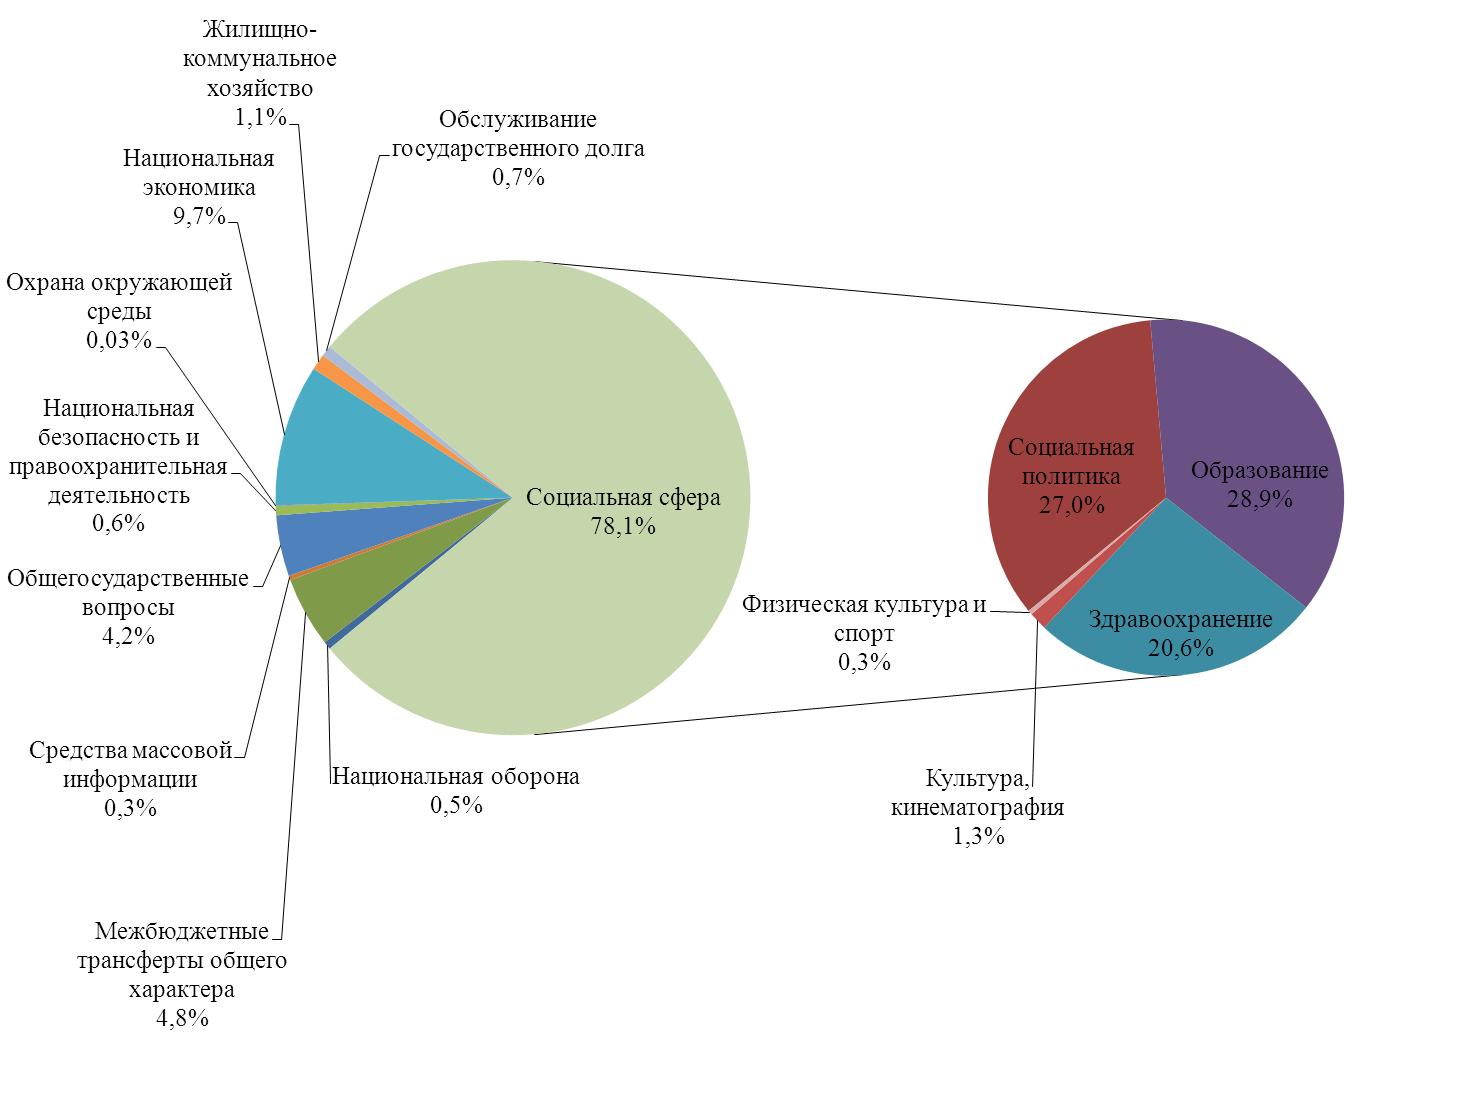 Жилищно-
коммунальное
хозяйство
1,1%
Обслуживание
государственного долга
0,7%
Национальная
экономика
9,7%
Охрана окружающей
среды
0,03%
Национальная
безопасность и
правоохранительная
деятельность
0,6%
Общегосударственные
вопросы
4,2%
Средства массовой
информации
0,3%
Межбюджетные
трансферты общего
характера
4,8%
Национальная оборона
0,5%
Социальная сфера
78,1%
Социальная
политика
27,0%
Образование
28,9%
Здравоохранение
20,6%
Физическая культура и
спорт
0,3%
Культура,
кинематография
1,3%